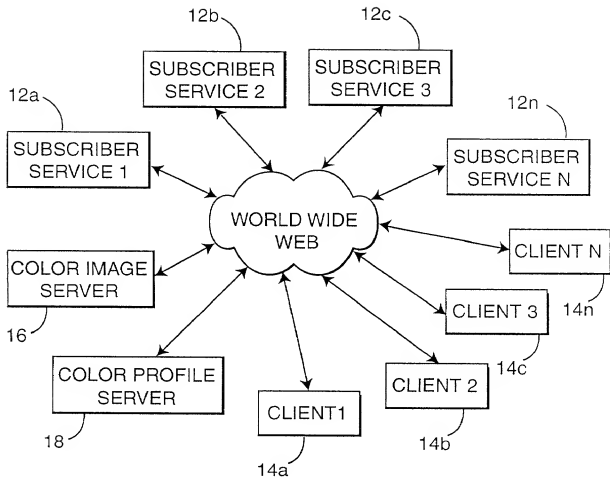 12b
12c
SUBSCRIBER
SERVICE 2
SUBSCRIBER
SERVICE 3
12a
12n
SUBSCRIBER
SERVICE 1
SUBSCRIBER
SERVICE N
WORLD WIDE
WEB
COLOR IMAGE
SERVER
CLIENT N
16
14n
CLIENT 3
14c
COLOR PROFILE
SERVER
CLIENT 2
CLIENT1
18
14b
14a